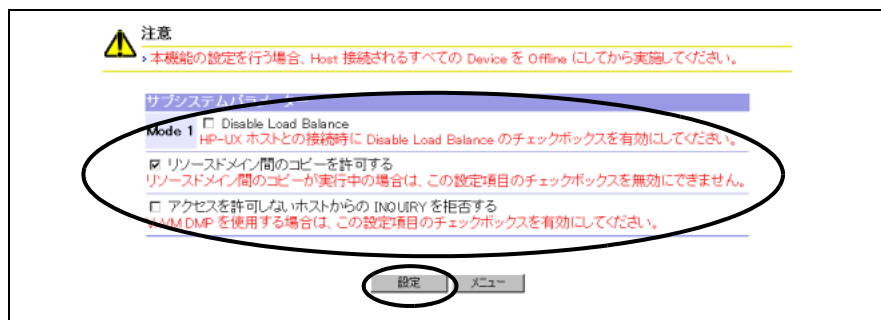 注意
本機能の設定を行う場合、Host 接続されるすべての Device を Offline にしてから実施してください。
サブシステムパラメーター
Mode 1 Disable Load Balance
HP-UX ホストとの接続時に Disable Load Balance のチェックボックスを有効にしてください。
リソースドメイン間のコピーを許可する
リソースドメイン間のコピーが実行中の場合は、この設定項目のチェックボックスを無効にできません。
アクセスを許可しないホストからの INQUIRY を拒否する
VxVM DMP を使用する場合は、この設定項目のチェックボックスを有効にしてください。
設定 メニュー